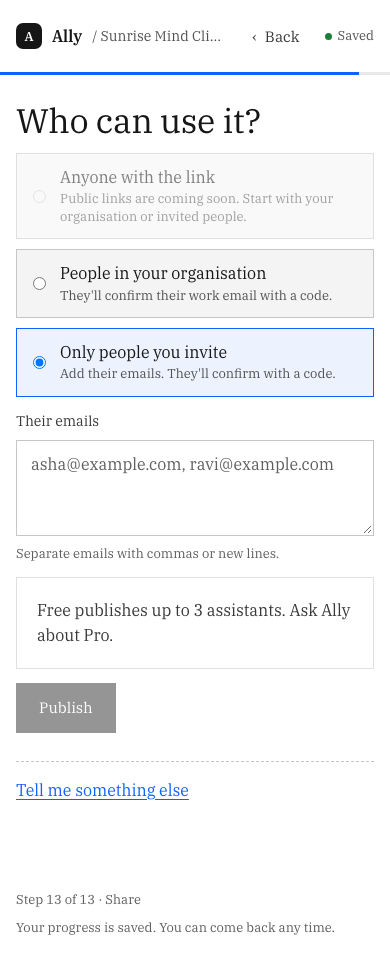 A Ally / Sunrise Mind Cli... ‹ Back Saved
Who can use it?
Anyone with the link
Public links are coming soon. Start with your
organisation or invited people.
People in your organisation
They'll confirm their work email with a code.
Only people you invite
Add their emails. They'll confirm with a code.
Their emails
asha@example.com, ravi@example.com
Separate emails with commas or new lines.
Free publishes up to 3 assistants. Ask Ally
about Pro.
Publish
Tell me something else
Step 13 of 13 · Share
Your progress is saved. You can come back any time.